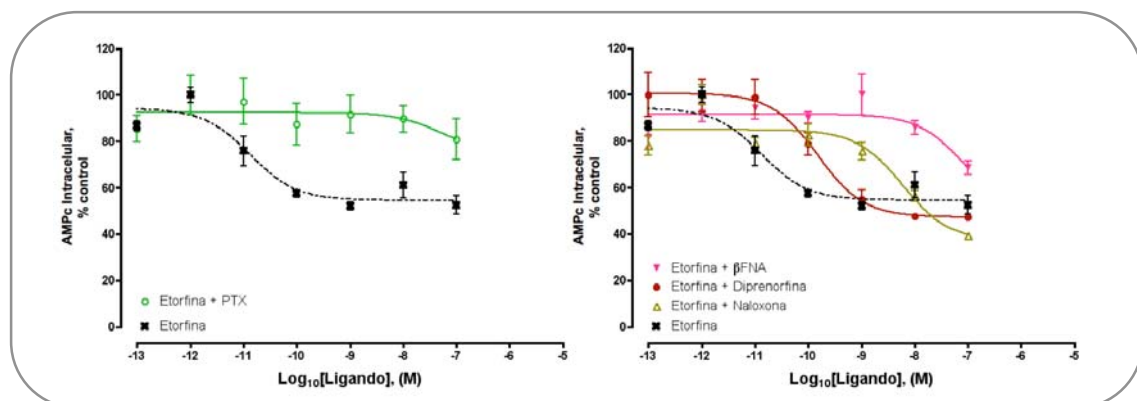 120
100
80
60
40
20
0
AMPc Intracelular,
% control
Etorfina + PTX
Etorfina
-13 -12 -11 -10 -9 -8 -7 -6 -5
Log₁₀[Ligando], (M)
120
100
80
60
40
20
0
AMPc Intracelular,
% control
Etorfina + βFNA
Etorfina + Diprenorfina
Etorfina + Naloxona
Etorfina
-13 -12 -11 -10 -9 -8 -7 -6 -5
Log₁₀[Ligando], (M)